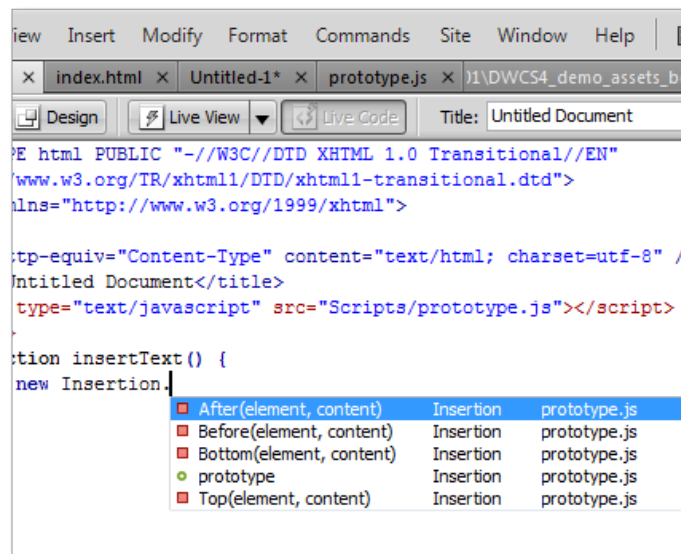 iew Insert Modify Format Commands Site Window Help
× index.html × Untitled-1* × prototype.js × 01\DWCS4_demo_assets_b
Design Live View Live Code Title: Untitled Document
PE html PUBLIC "-//W3C//DTD XHTML 1.0 Transitional//EN"
'www.w3.org/TR/xhtml1/DTD/xhtml1-transitional.dtd">
mlns="http://www.w3.org/1999/xhtml">
ttp-equiv="Content-Type" content="text/html; charset=utf-8" /
Untitled Document</title>
type="text/javascript" src="Scripts/prototype.js"></script>
>
ction insertText() {
new Insertion.
After(element, content) Insertion prototype.js
Before(element, content) Insertion prototype.js
Bottom(element, content) Insertion prototype.js
prototype Insertion prototype.js
Top(element, content) Insertion prototype.js